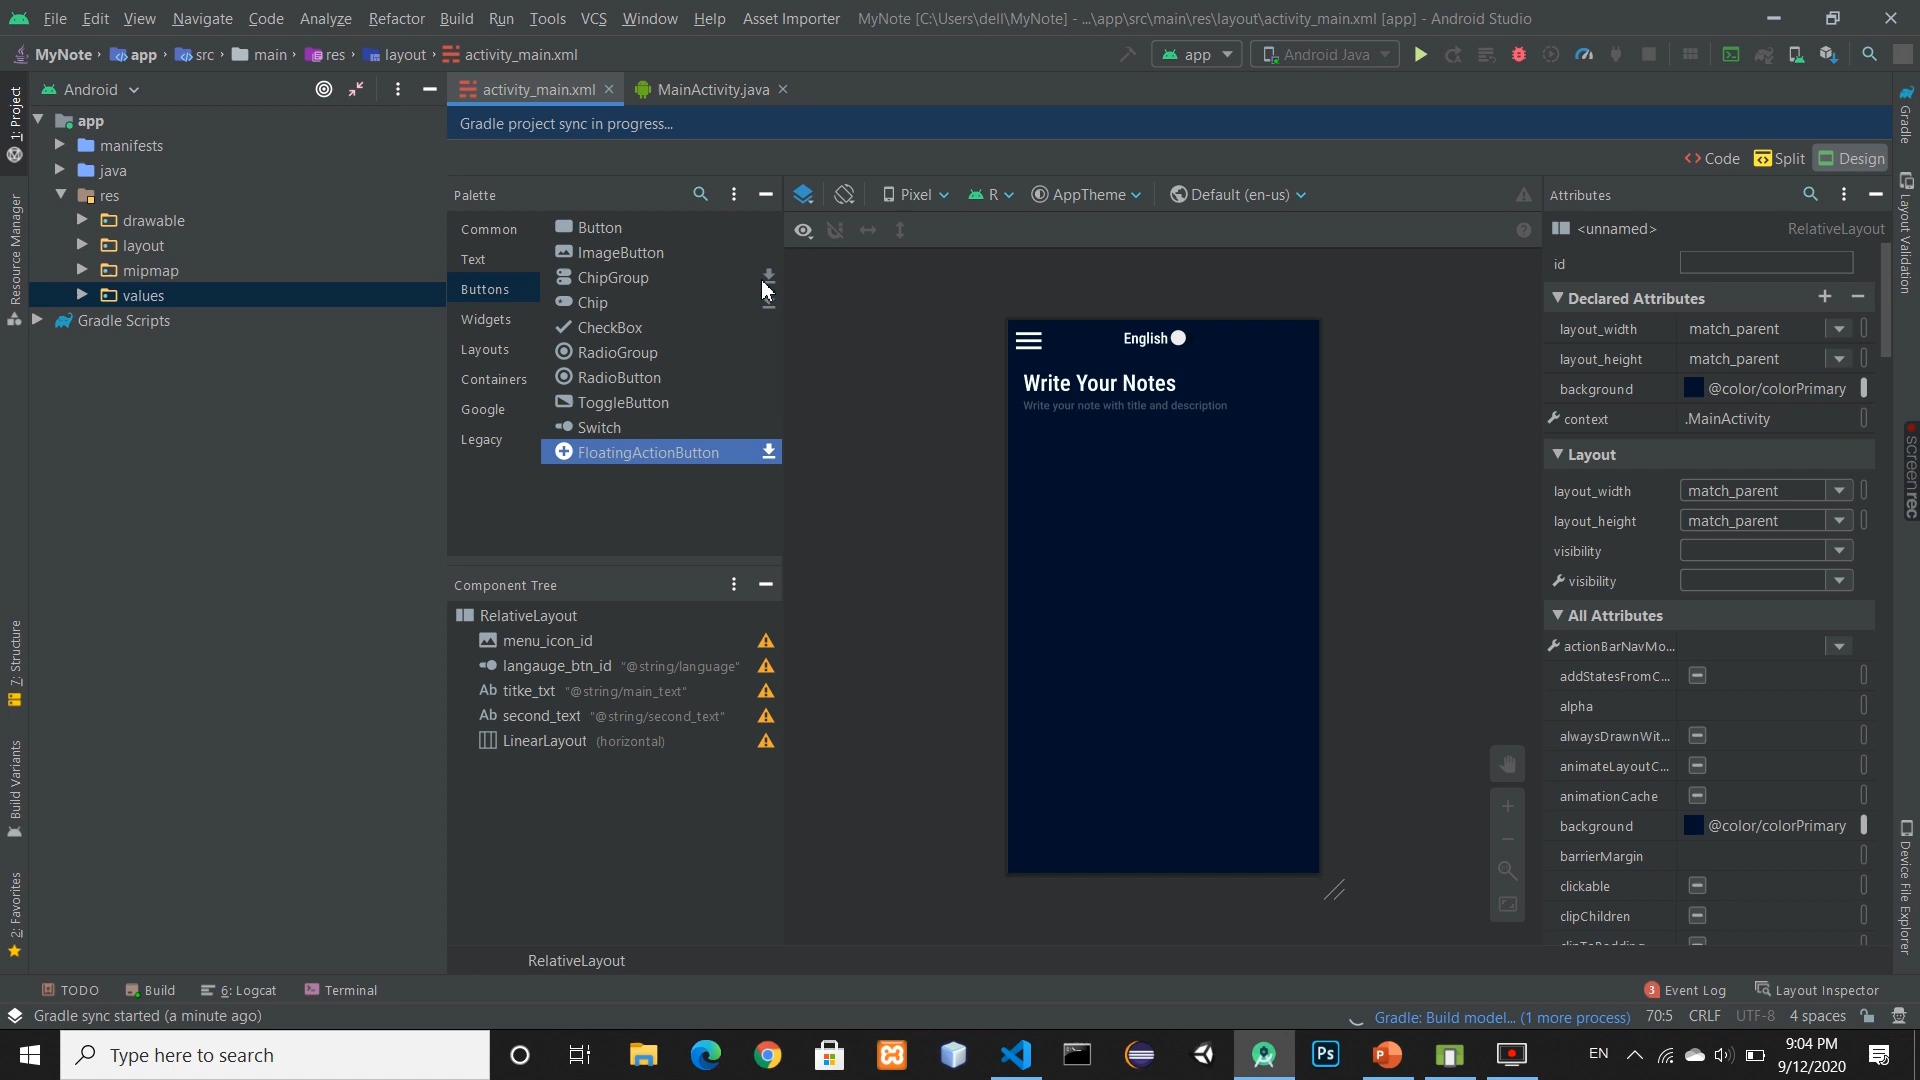 File Edit View Navigate Code Analyze Refactor Build Run Tools VCS Window Help Asset Importer MyNote [C:\Users\dell\MyNote] - ...\app\src\main\res\layout\activity_main.xml [app] - Android Studio
MyNote app src main res layout activity_main.xml app Android Java
Android activity_main.xml MainActivity.java
Gradle project sync in progress...
Code Split Design
1: Project
Resource Manager
7: Structure
Build Variants
2: Favorites
app
manifests
java
res
drawable
layout
mipmap
values
Gradle Scripts
Palette
Common
Text
Buttons
Widgets
Layouts
Containers
Google
Legacy
Button
ImageButton
ChipGroup
Chip
CheckBox
RadioGroup
RadioButton
ToggleButton
Switch
FloatingActionButton
Component Tree
RelativeLayout
menu_icon_id
langauge_btn_id "@string/language"
titke_txt "@string/main_text"
second_text "@string/second_text"
LinearLayout (horizontal)
Pixel R AppTheme Default (en-us)
English
Write Your Notes
Write your note with title and description
RelativeLayout
Attributes
<unnamed> RelativeLayout
id
Declared Attributes
layout_width match_parent
layout_height match_parent
background @color/colorPrimary
context .MainActivity
Layout
layout_width match_parent
layout_height match_parent
visibility
visibility
All Attributes
actionBarNavMo...
addStatesFromC...
alpha
alwaysDrawnWit...
animateLayoutC...
animationCache
background @color/colorPrimary
barrierMargin
clickable
clipChildren
Gradle
Layout Validation
screenrec
Device File Explorer
TODO Build 6: Logcat Terminal 3 Event Log Layout Inspector
Gradle sync started (a minute ago) Gradle: Build model... (1 more process) 70:5 CRLF UTF-8 4 spaces
Type here to search
Ps
EN
9:04 PM
9/12/2020